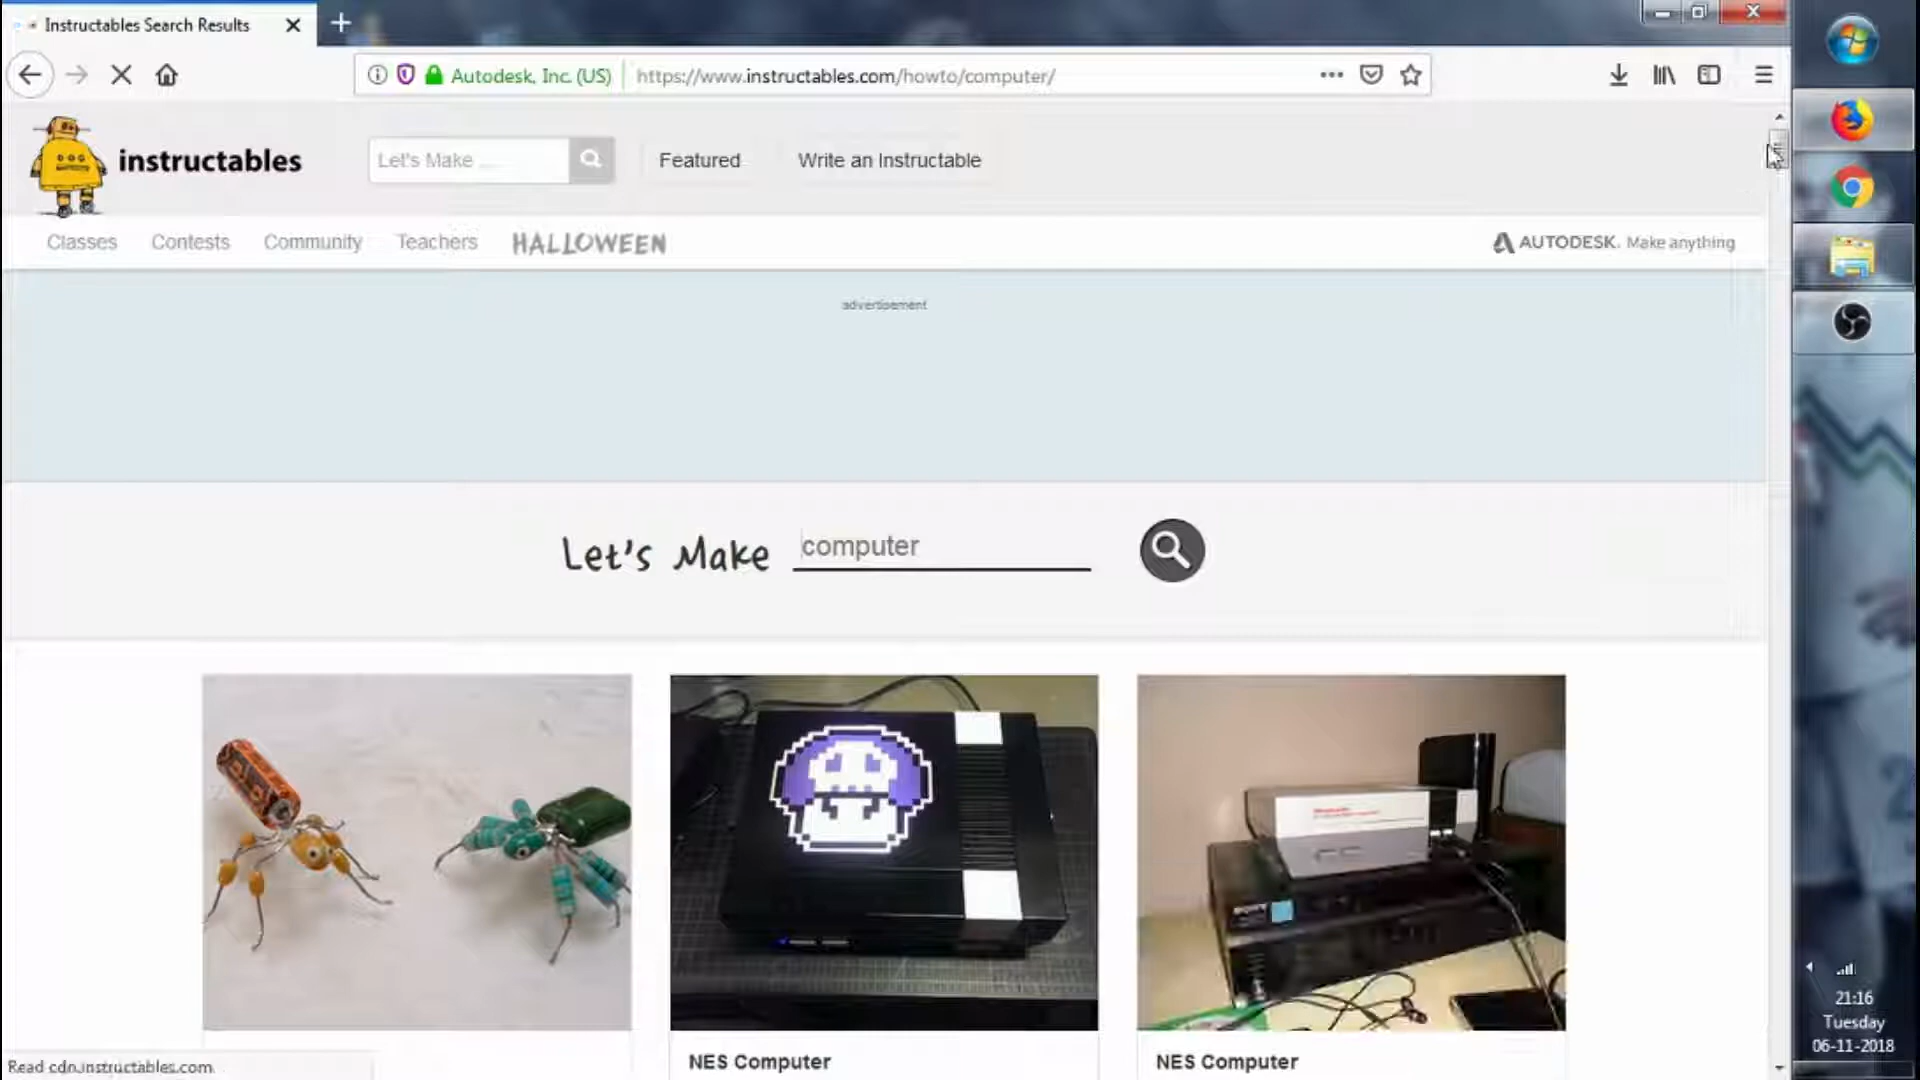 Instructables Search Results
Autodesk, Inc. (US)
https://www.instructables.com/howto/computer/
instructables
Let's Make ...
Featured
Write an Instructable
Classes
Contests
Community
Teachers
HALLOWEEN
AUTODESK. Make anything
advertisement
Let's Make
computer
SONY
NES Computer
NES Computer
Read cdn.instructables.com
21:16
Tuesday
06-11-2018